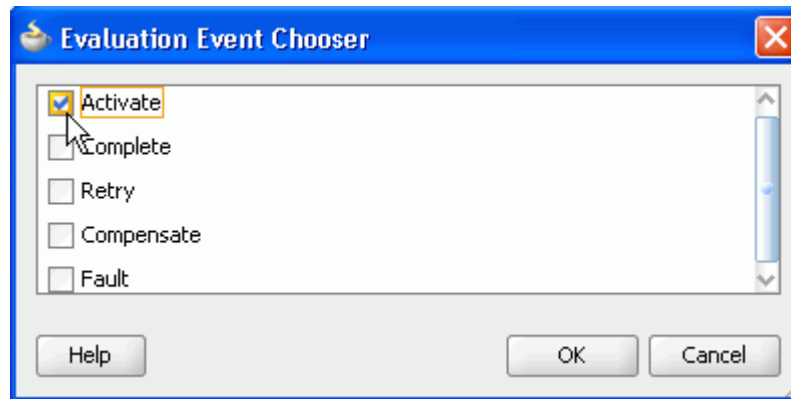 Evaluation Event Chooser
Activate
Complete
Retry
Compensate
Fault
Help OK Cancel